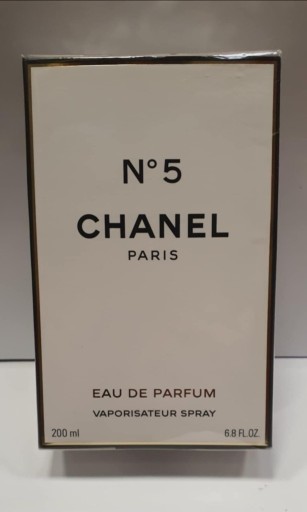 N°5
CHANEL
PARIS
EAU DE PARFUM
VAPORISATEUR SPRAY
200 ml 6.8 FL.OZ.